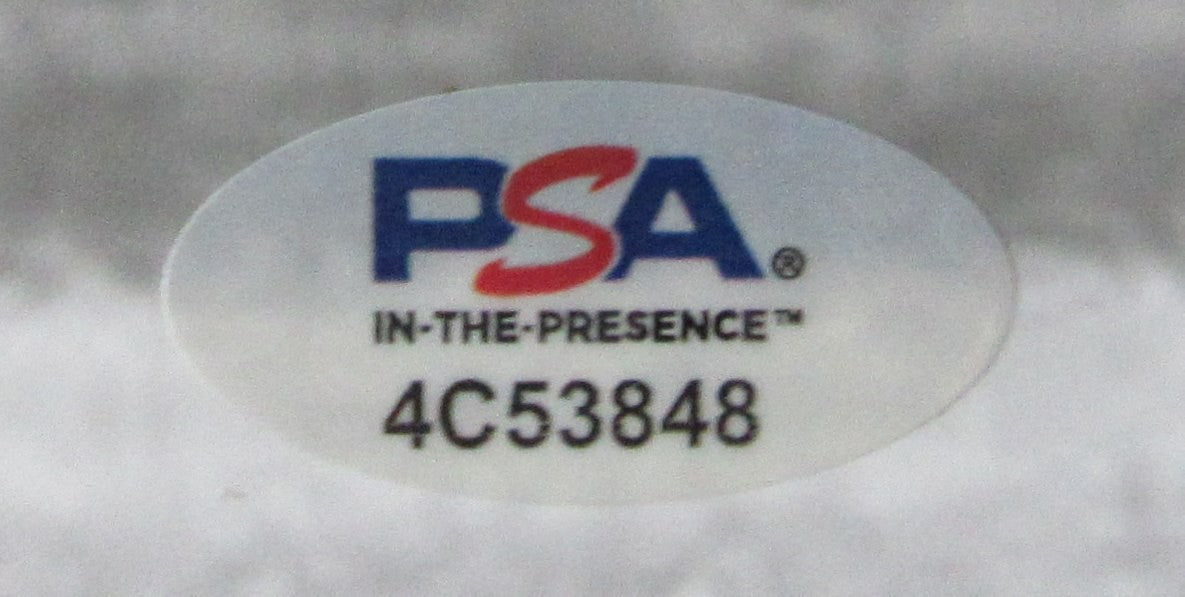 PSA®
IN-THE-PRESENCE™
4C53848